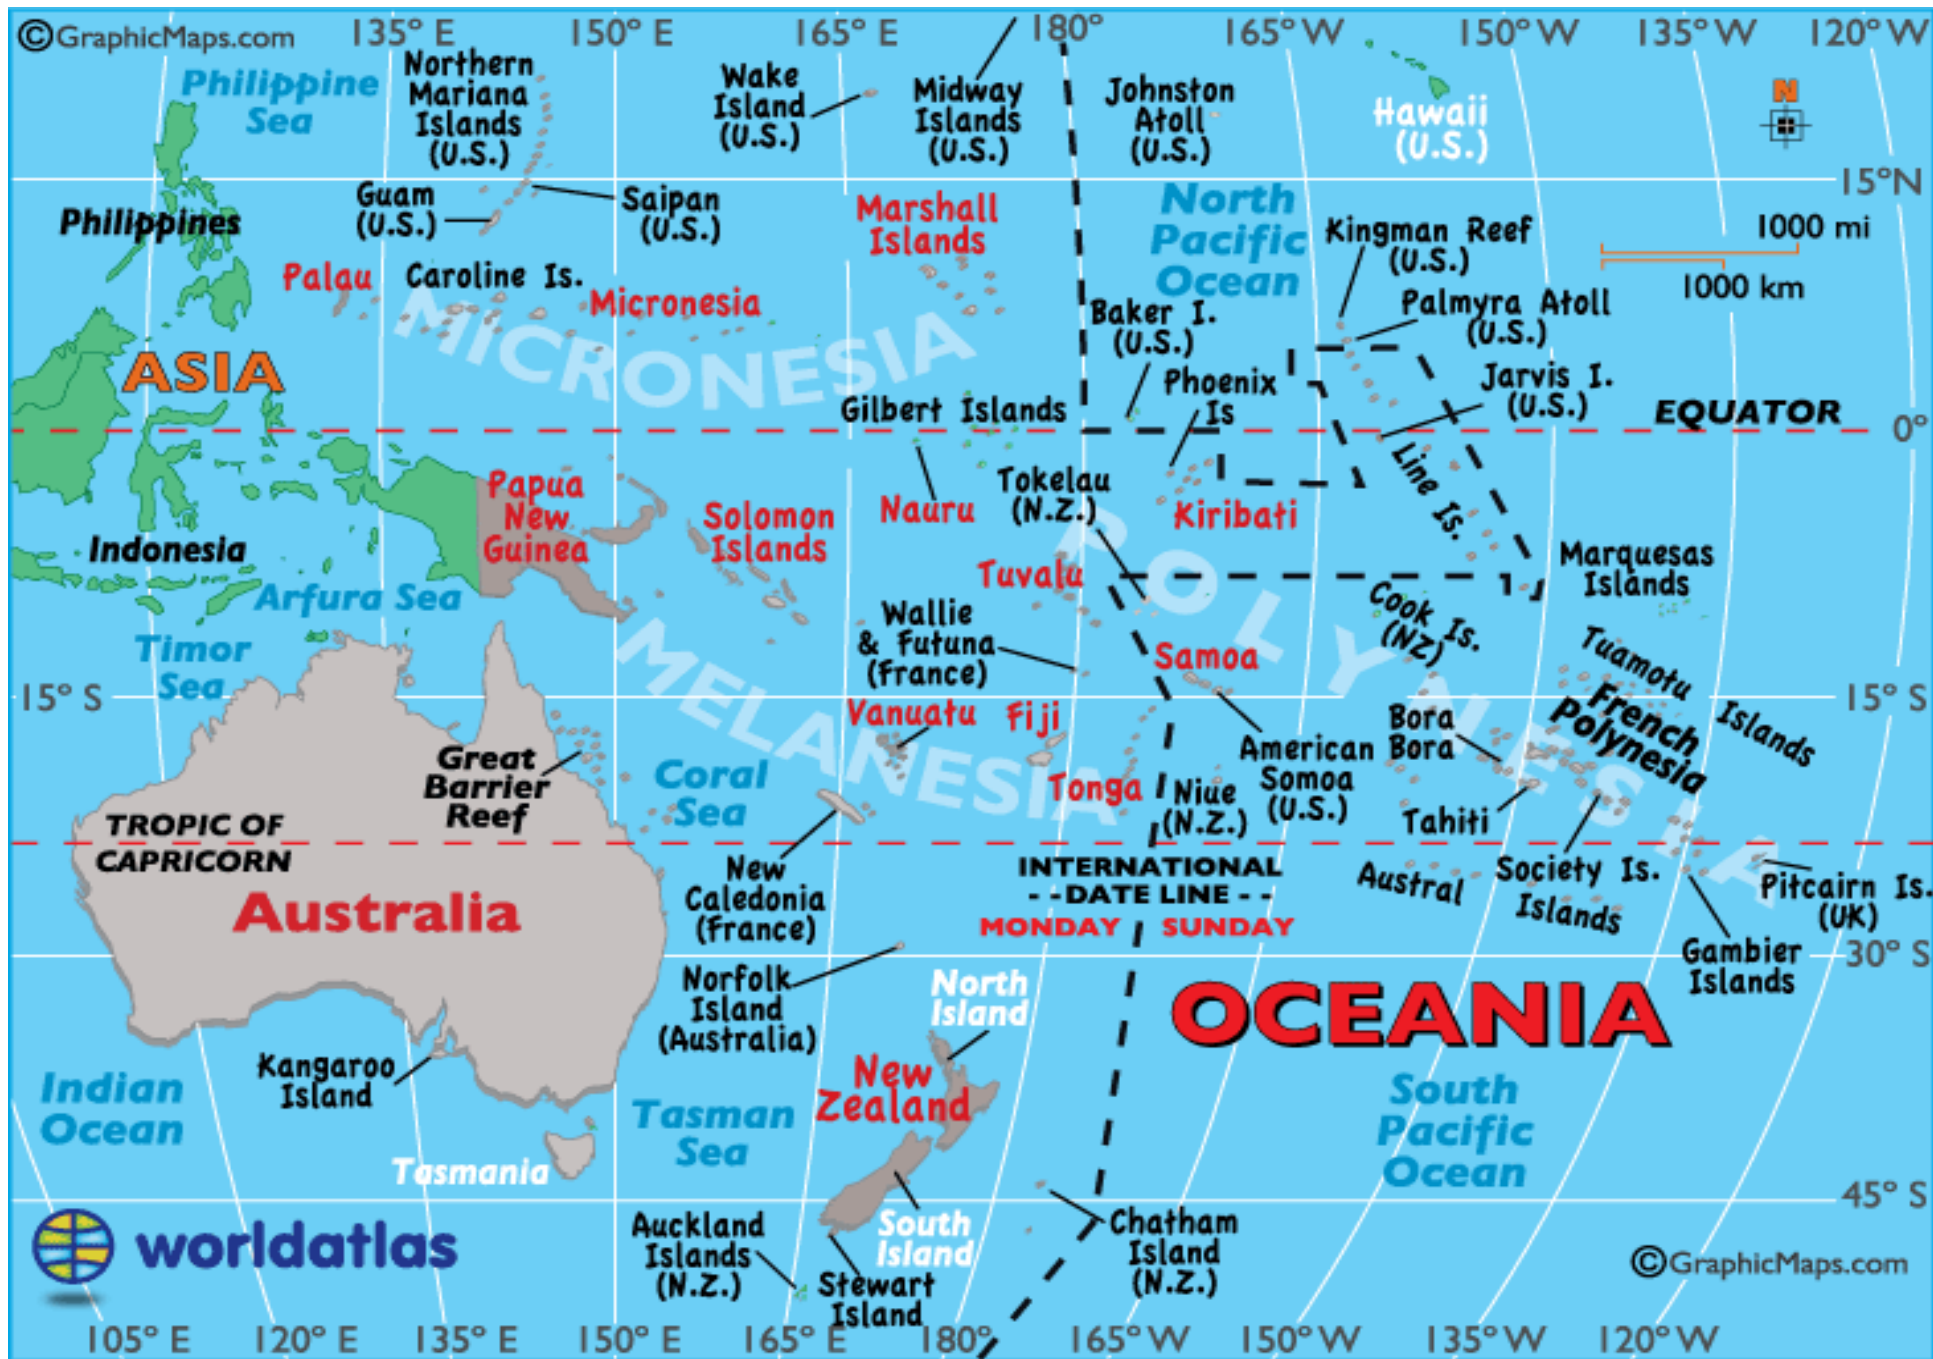 ©GraphicMaps.com
135° E
150° E
165° E
180°
165°W
150°W
135°W
120°W
Philippine
Sea
Northern
Mariana
Islands
(U.S.)
Wake
Island
(U.S.)
Midway
Islands
(U.S.)
Johnston
Atoll
(U.S.)
Hawaii
(U.S.)
N
15°N
Guam
(U.S.)
Saipan
(U.S.)
Philippines
Marshall
Islands
North
Pacific
Ocean
Kingman Reef
(U.S.)
1000 mi
1000 km
Palau
Caroline Is.
Micronesia
MICRONESIA
Baker I.
(U.S.)
Palmyra Atoll
(U.S.)
ASIA
Phoenix
Is
Jarvis I.
(U.S.)
Gilbert Islands
EQUATOR
0°
Papua
New
Guinea
Solomon
Islands
Nauru
Tokelau
(N.Z.)
Kiribati
Line Is.
Indonesia
Arfura Sea
Tuvalu
POLYNESIA
Marquesas
Islands
Timor
Sea
Wallie
& Futuna
(France)
Samoa
Cook Is.
(NZ)
Tuamotu Islands
MELANESIA
15° S
15° S
Vanuatu
Fiji
Bora
Bora
French
Polynesia
Great
Barrier
Reef
Coral
Sea
Tonga
Niue
(N.Z.)
American
Somoa
(U.S.)
Tahiti
TROPIC OF
CAPRICORN
New
Caledonia
(France)
INTERNATIONAL
--DATE LINE--
MONDAY SUNDAY
Austral Islands
Society Is.
Pitcairn Is.
(UK)
Gambier
Islands
Australia
30° S
Norfolk
Island
(Australia)
North
Island
OCEANIA
Kangaroo
Island
Indian
Ocean
New
Zealand
Tasman
Sea
South
Pacific
Ocean
Tasmania
45° S
worldatlas
Auckland
Islands
(N.Z.)
South
Island
Stewart
Island
Chatham
Island
(N.Z.)
©GraphicMaps.com
105° E
120° E
135° E
150° E
165° E
180°
165°W
150°W
135°W
120°W